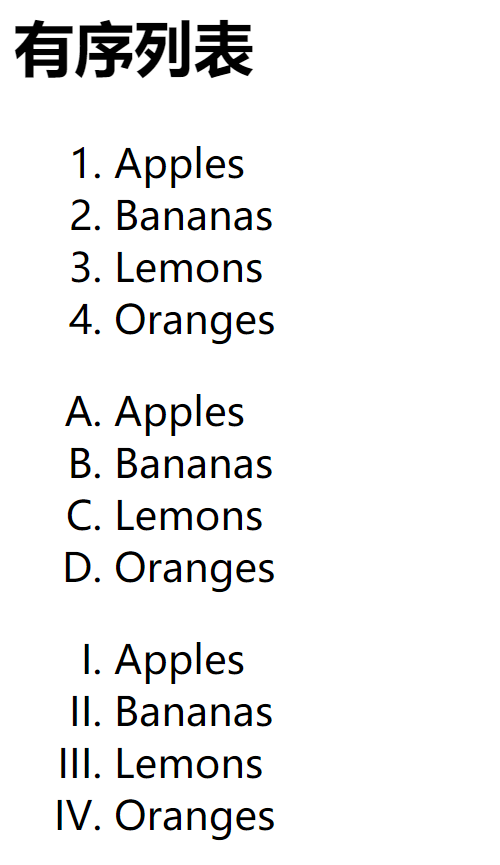 有序列表
1. Apples
2. Bananas
3. Lemons
4. Oranges
A. Apples
B. Bananas
C. Lemons
D. Oranges
I. Apples
II. Bananas
III. Lemons
IV. Oranges